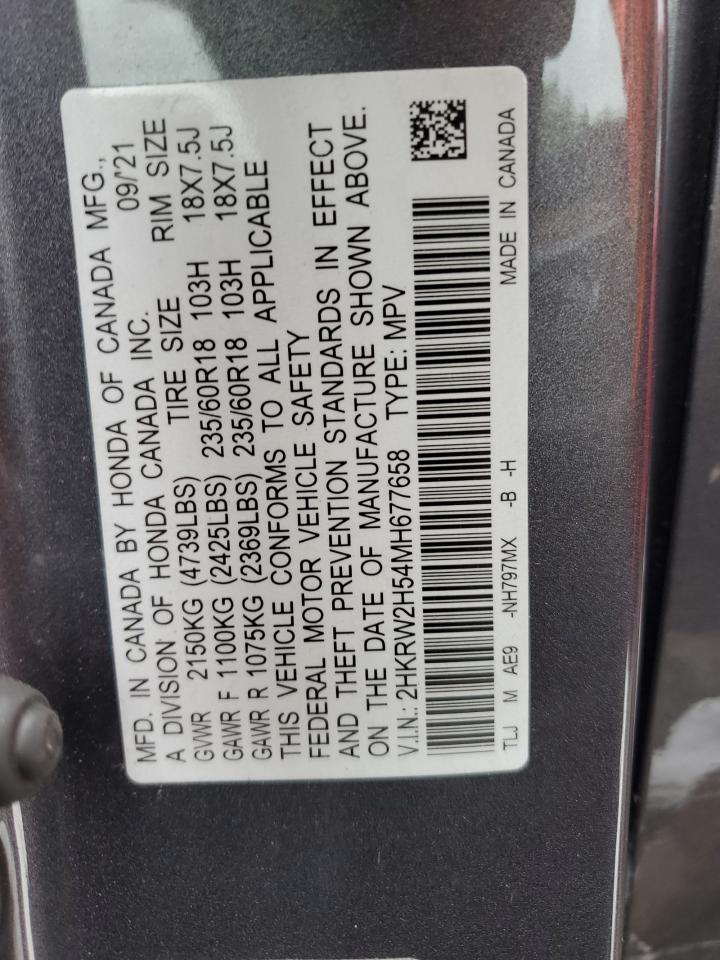 MFD. IN CANADA BY HONDA OF CANADA MFG.,
A DIVISION OF HONDA CANADA INC. 09/'21
GVWR 2150KG (4739LBS) TIRE SIZE RIM SIZE
GAWR F 1100KG (2425LBS) 235/60R18 103H 18X7.5J
GAWR R 1075KG (2369LBS) 235/60R18 103H 18X7.5J
THIS VEHICLE CONFORMS TO ALL APPLICABLE
FEDERAL MOTOR VEHICLE SAFETY
AND THEFT PREVENTION STANDARDS IN EFFECT
ON THE DATE OF MANUFACTURE SHOWN ABOVE.
V.I.N.: 2HKRW2H54MH677658 TYPE: MPV
TLJ M AE9 -NH797MX -B -H MADE IN CANADA